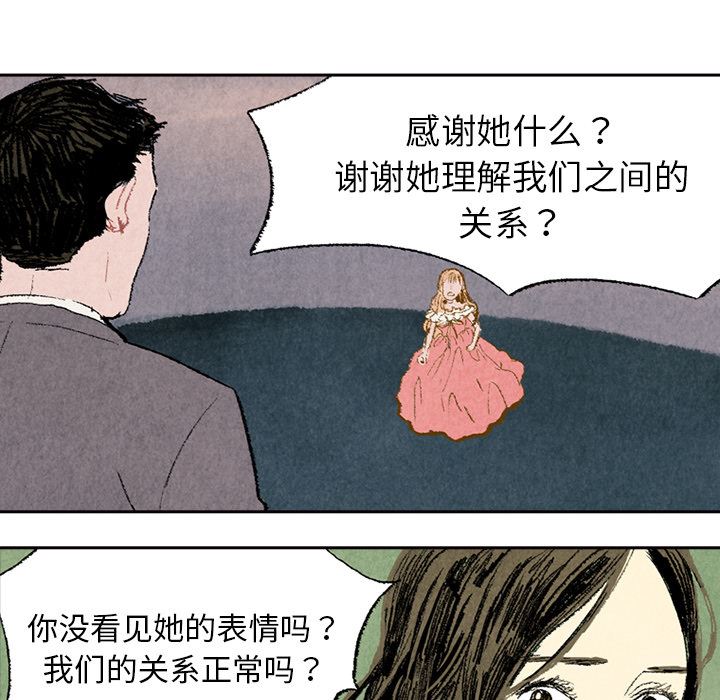 感谢她什么？
谢谢她理解我们之间的
关系？
你没看见她的表情吗？
我们的关系正常吗？